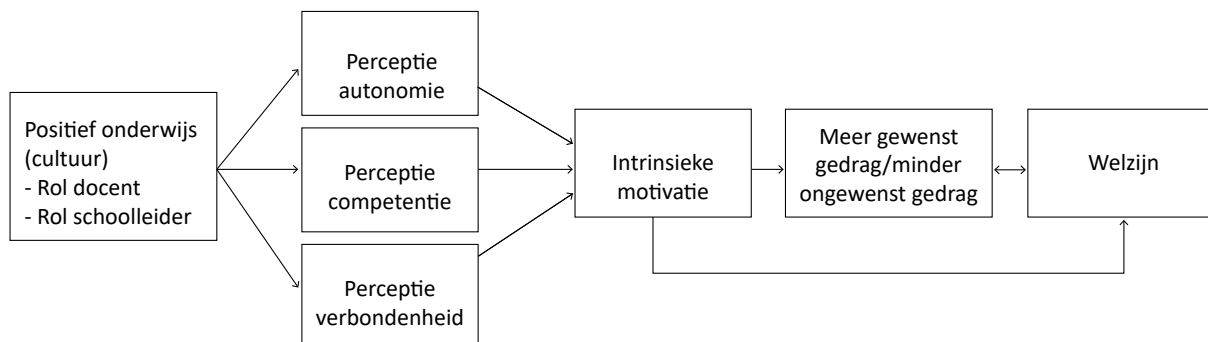 Positief onderwijs
(cultuur)
- Rol docent
- Rol schoolleider
Perceptie
autonomie
Perceptie
competentie
Perceptie
verbondenheid
Intrinsieke
motivatie
Meer gewenst
gedrag/minder
ongewenst gedrag
Welzijn